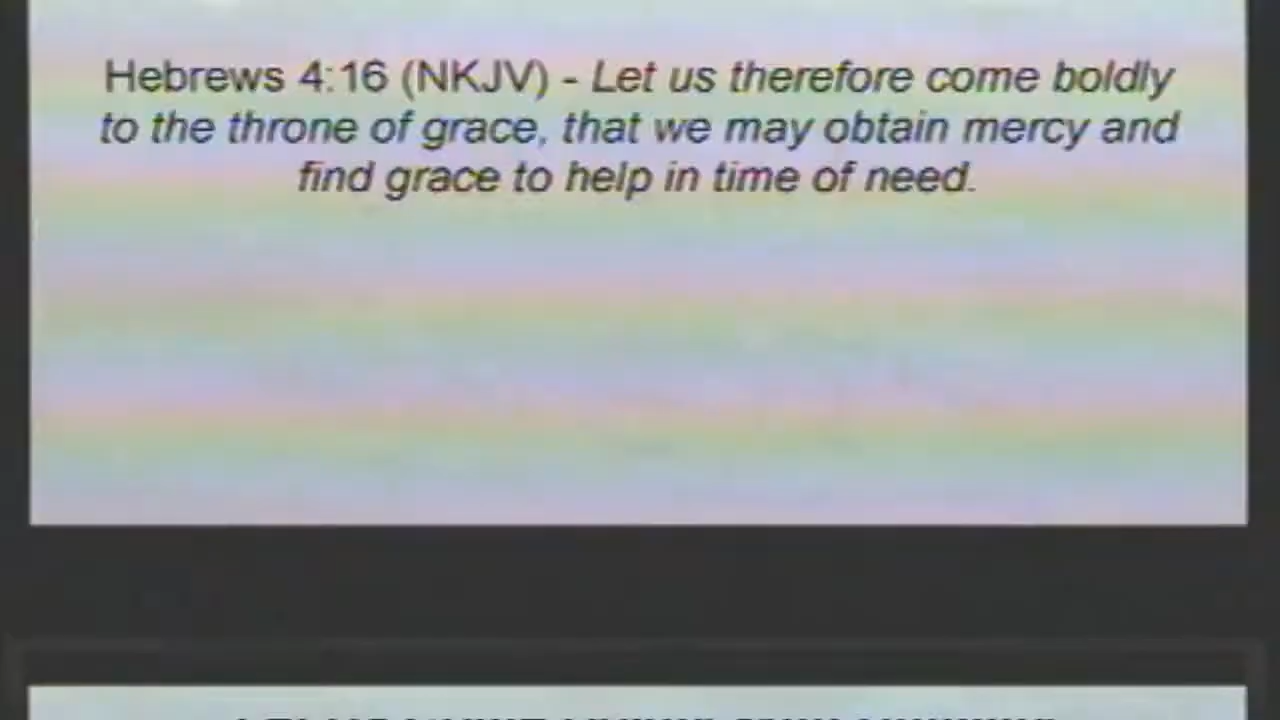 Hebrews 4:16 (NKJV) - Let us therefore come boldly
to the throne of grace, that we may obtain mercy and
find grace to help in time of need.